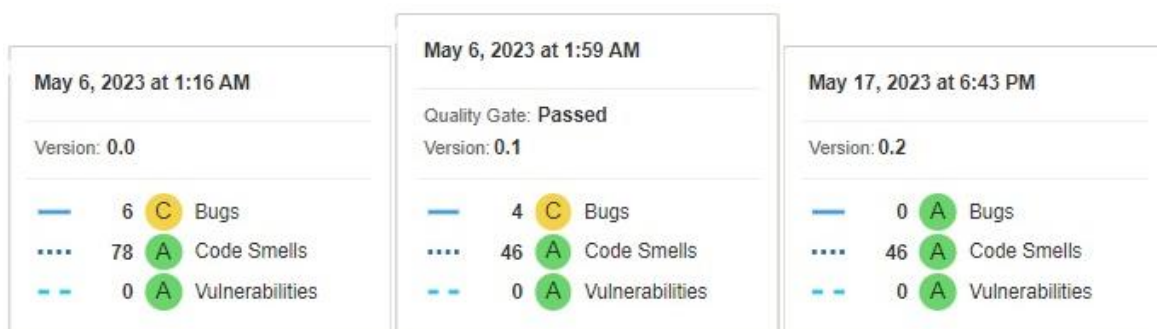 May 6, 2023 at 1:16 AM
Version: 0.0
6 C Bugs
78 A Code Smells
0 A Vulnerabilities
May 6, 2023 at 1:59 AM
Quality Gate: Passed
Version: 0.1
4 C Bugs
46 A Code Smells
0 A Vulnerabilities
May 17, 2023 at 6:43 PM
Version: 0.2
0 A Bugs
46 A Code Smells
0 A Vulnerabilities